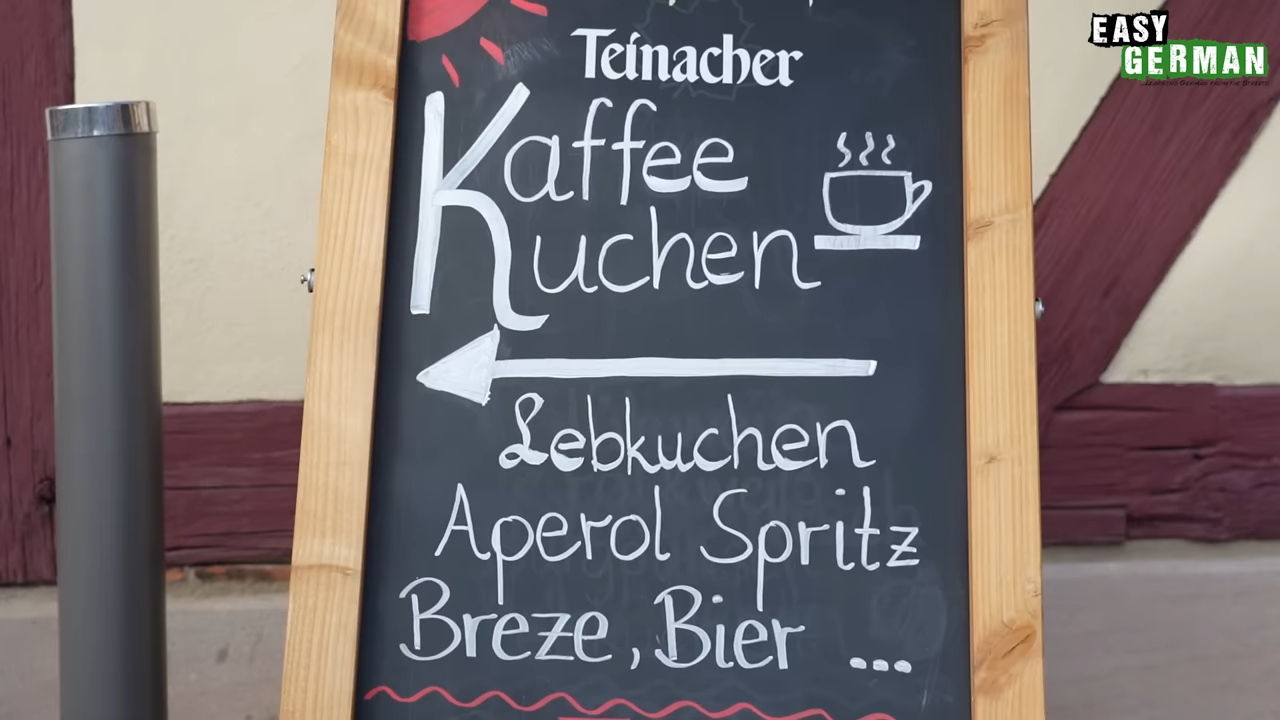 EASY
GERMAN
Teinacher
Kaffee
Kuchen
Lebkuchen
Aperol Spritz
Breze, Bier ...